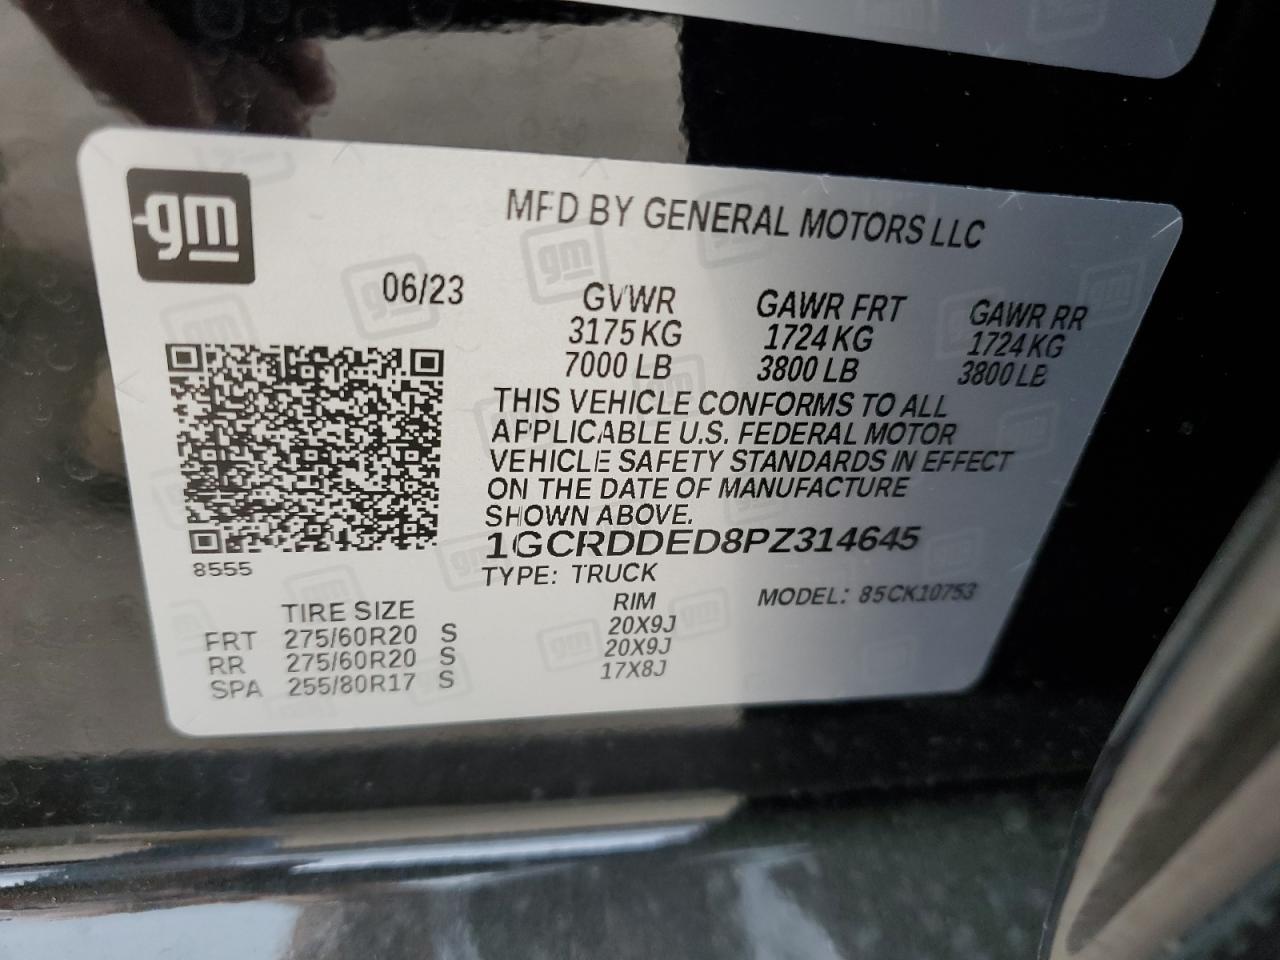 gm
MFD BY GENERAL MOTORS LLC
06/23
GVWR GAWR FRT GAWR RR
3175 KG 1724 KG 1724 KG
7000 LB 3800 LB 3800 LB
THIS VEHICLE CONFORMS TO ALL
APPLICABLE U.S. FEDERAL MOTOR
VEHICLE SAFETY STANDARDS IN EFFECT
ON THE DATE OF MANUFACTURE
SHOWN ABOVE.
1GCRDDED8PZ314645
8555
TYPE: TRUCK
MODEL: 85CK10753
TIRE SIZE RIM
FRT 275/60R20 S 20X9J
RR 275/60R20 S 20X9J
SPA 255/80R17 S 17X8J